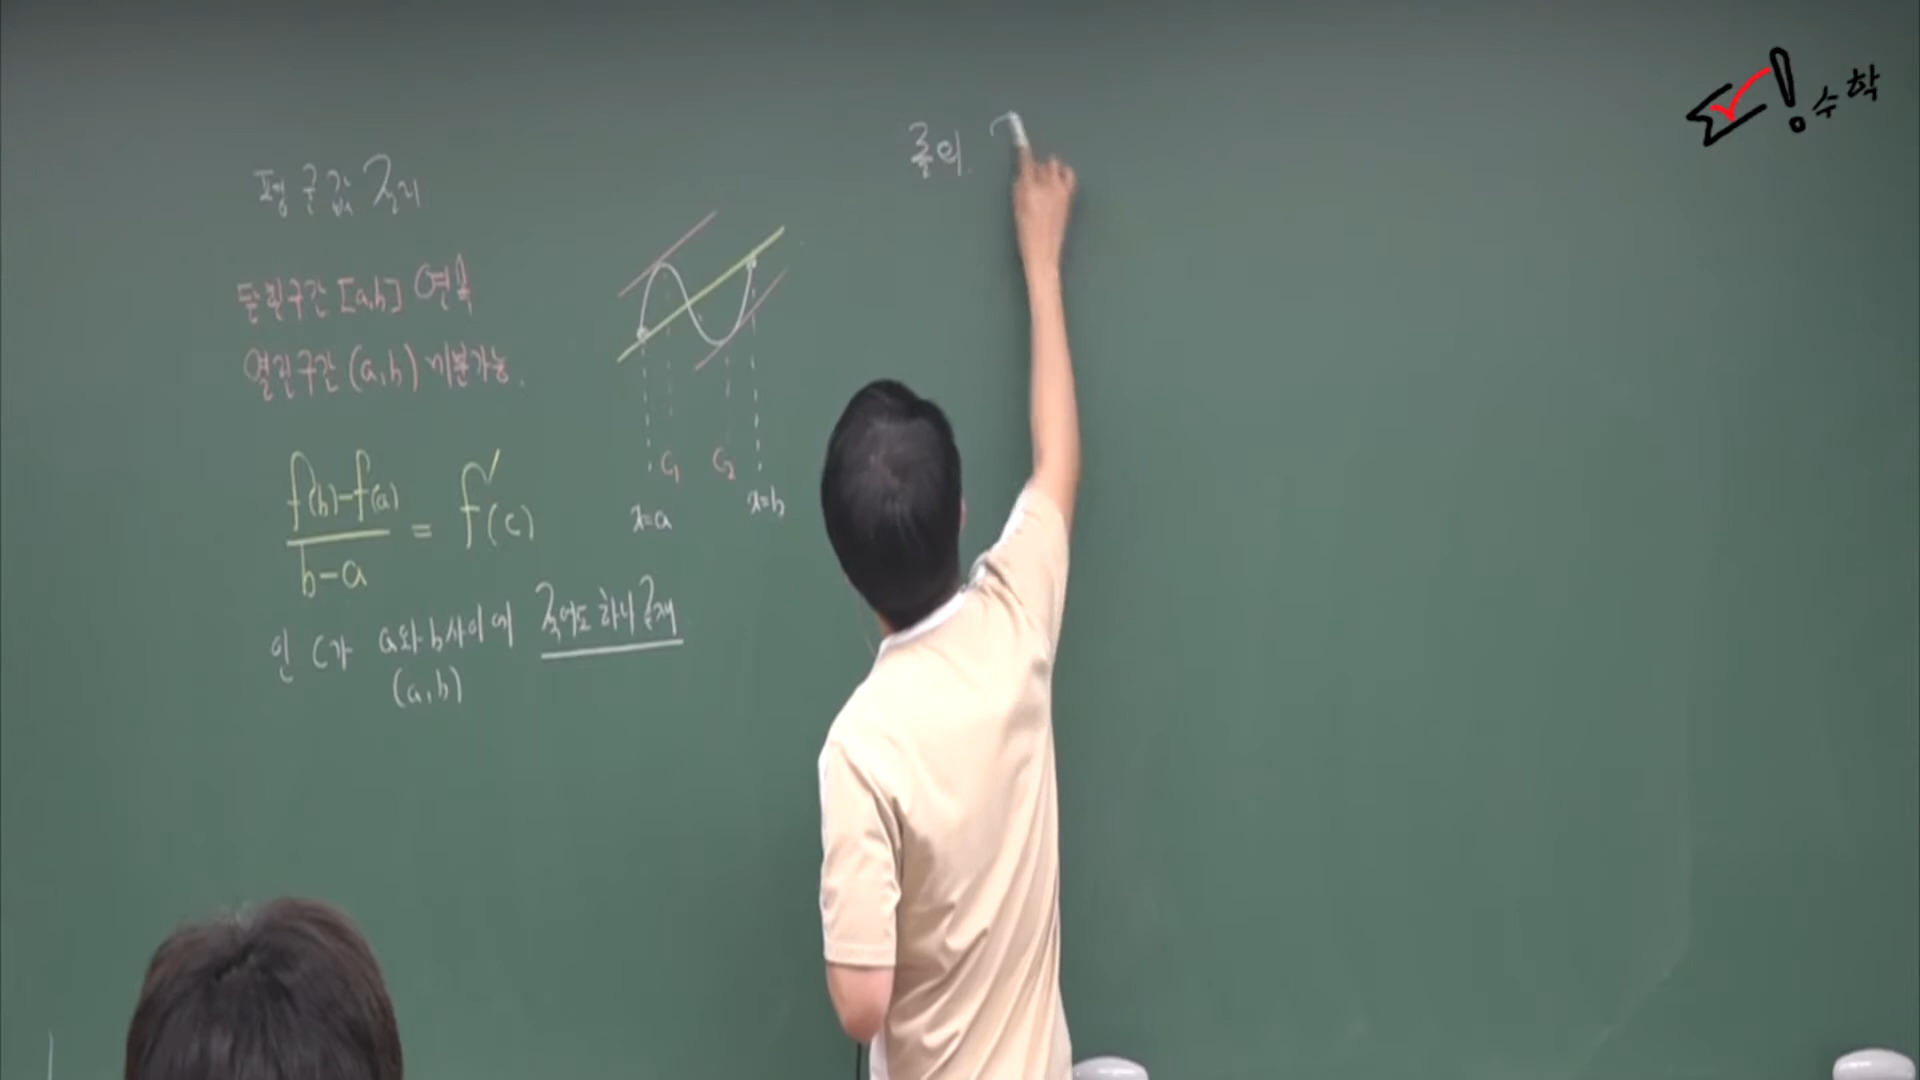 평균값 정리
닫힌구간 [a,b] 연속
열린구간 (a,b) 미분가능.
f(b)-f(a)
b-a
= f'(c)
인 c가 a와 b사이에 적어도 하나 존재
(a,b)
C₁ C₂
x=a x=b
롤의.
수학